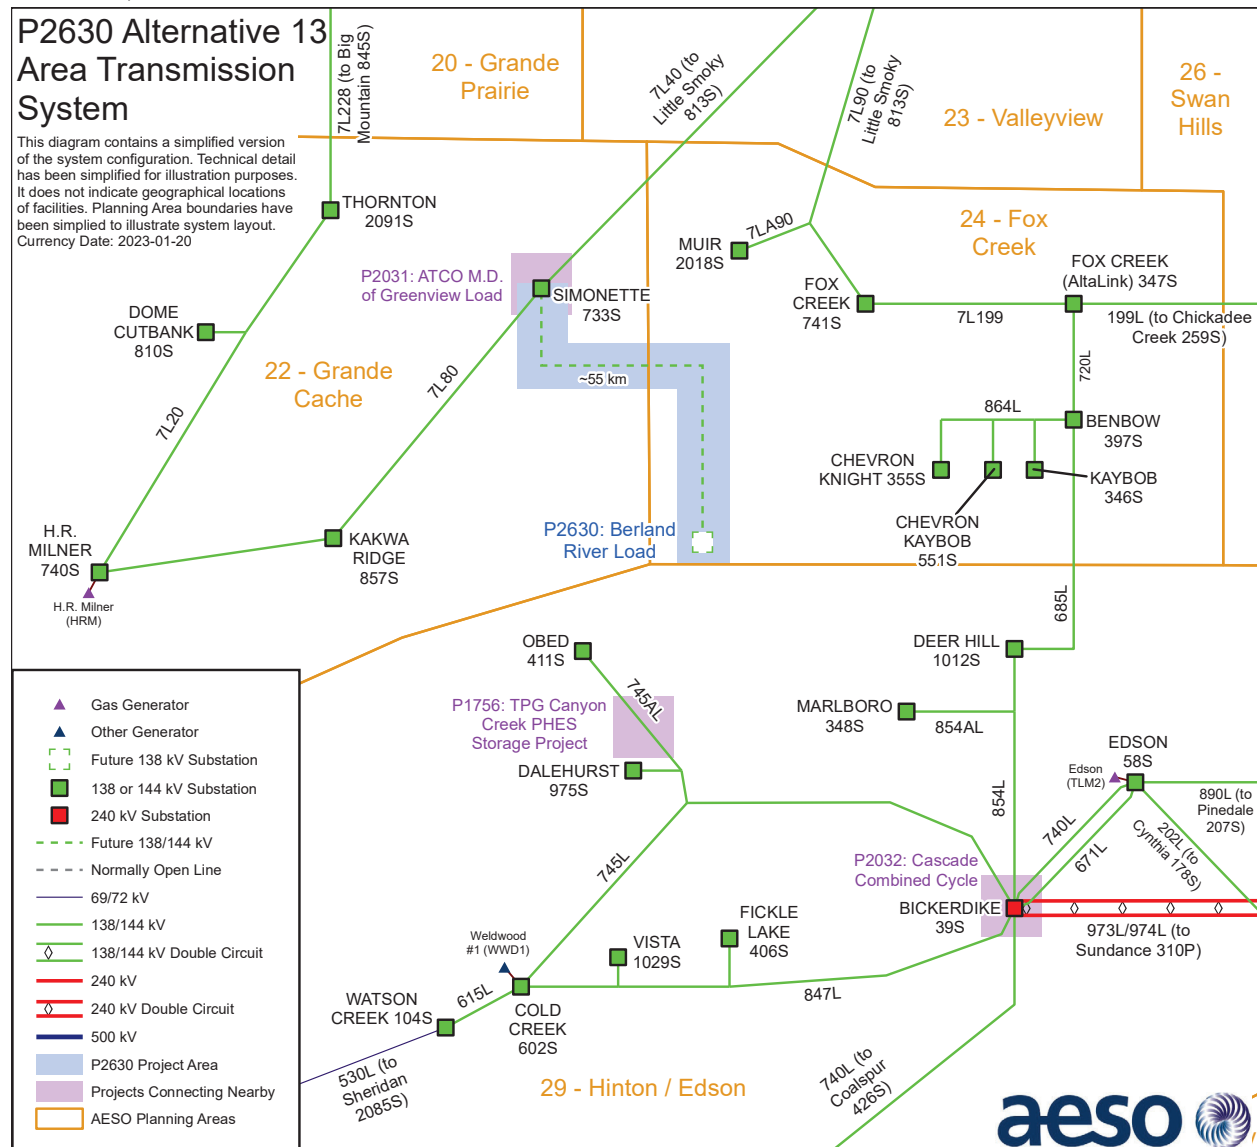 P2630 Alternative 13
Area Transmission
System
This diagram contains a simplified version
of the system configuration. Technical detail
has been simplified for illustration purposes.
It does not indicate geographical locations
of facilities. Planning Area boundaries have
been simplied to illustrate system layout.
Currency Date: 2023-01-20
7L228 (to Big
Mountain 845S)
20 - Grande
Prairie
7L40 (to
Little Smoky
813S)
7L90 (to
Little Smoky
813S)
23 - Valleyview
26 -
Swan
Hills
THORNTON
2091S
7LA90
MUIR
2018S
24 - Fox
Creek
P2031: ATCO M.D.
of Greenview Load
SIMONETTE
733S
FOX
CREEK
741S
FOX CREEK
(AltaLink) 347S
7L199
199L (to Chickadee
Creek 259S)
DOME
CUTBANK
810S
22 - Grande
Cache
7L80
~55 km
720L
7L20
864L
BENBOW
397S
CHEVRON
KNIGHT 355S
KAYBOB
346S
CHEVRON
KAYBOB
551S
H.R.
MILNER
740S
KAKWA
RIDGE
857S
P2630: Berland
River Load
H.R. Milner
(HRM)
685L
OBED
411S
DEER HILL
1012S
745AL
P1756: TPG Canyon
Creek PHES
Storage Project
MARLBORO
348S
854AL
DALEHURST
975S
EDSON
58S
Edson
(TLM2)
890L (to
Pinedale
207S)
854L
740L
671L
202L (to
Cynthia 178S)
745L
P2032: Cascade
Combined Cycle
BICKERDIKE
39S
973L/974L (to
Sundance 310P)
Weldwood
#1 (WWD1)
VISTA
1029S
FICKLE
LAKE
406S
615L
847L
WATSON
CREEK 104S
COLD
CREEK
602S
530L (to
Sheridan
2085S)
29 - Hinton / Edson
740L (to
Coalspur
426S)
Gas Generator
Other Generator
Future 138 kV Substation
138 or 144 kV Substation
240 kV Substation
Future 138/144 kV
Normally Open Line
69/72 kV
138/144 kV
138/144 kV Double Circuit
240 kV
240 kV Double Circuit
500 kV
P2630 Project Area
Projects Connecting Nearby
AESO Planning Areas
aeso